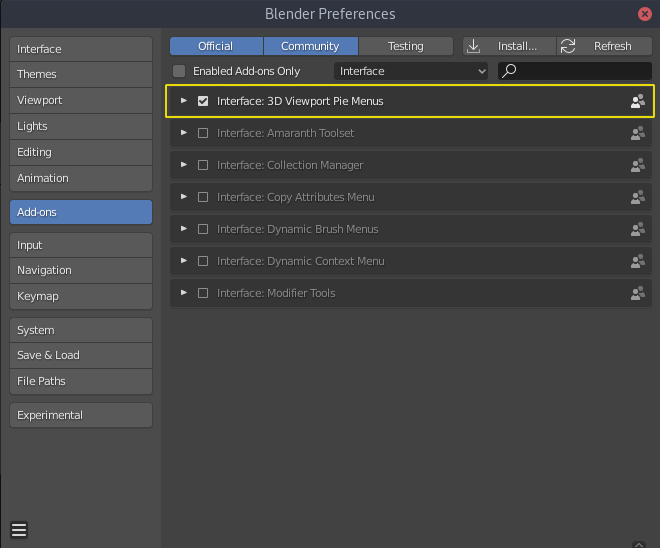 Blender Preferences
Interface
Themes
Viewport
Lights
Editing
Animation
Add-ons
Input
Navigation
Keymap
System
Save & Load
File Paths
Experimental
Official Community Testing Install... Refresh
Enabled Add-ons Only Interface
Interface: 3D Viewport Pie Menus
Interface: Amaranth Toolset
Interface: Collection Manager
Interface: Copy Attributes Menu
Interface: Dynamic Brush Menus
Interface: Dynamic Context Menu
Interface: Modifier Tools